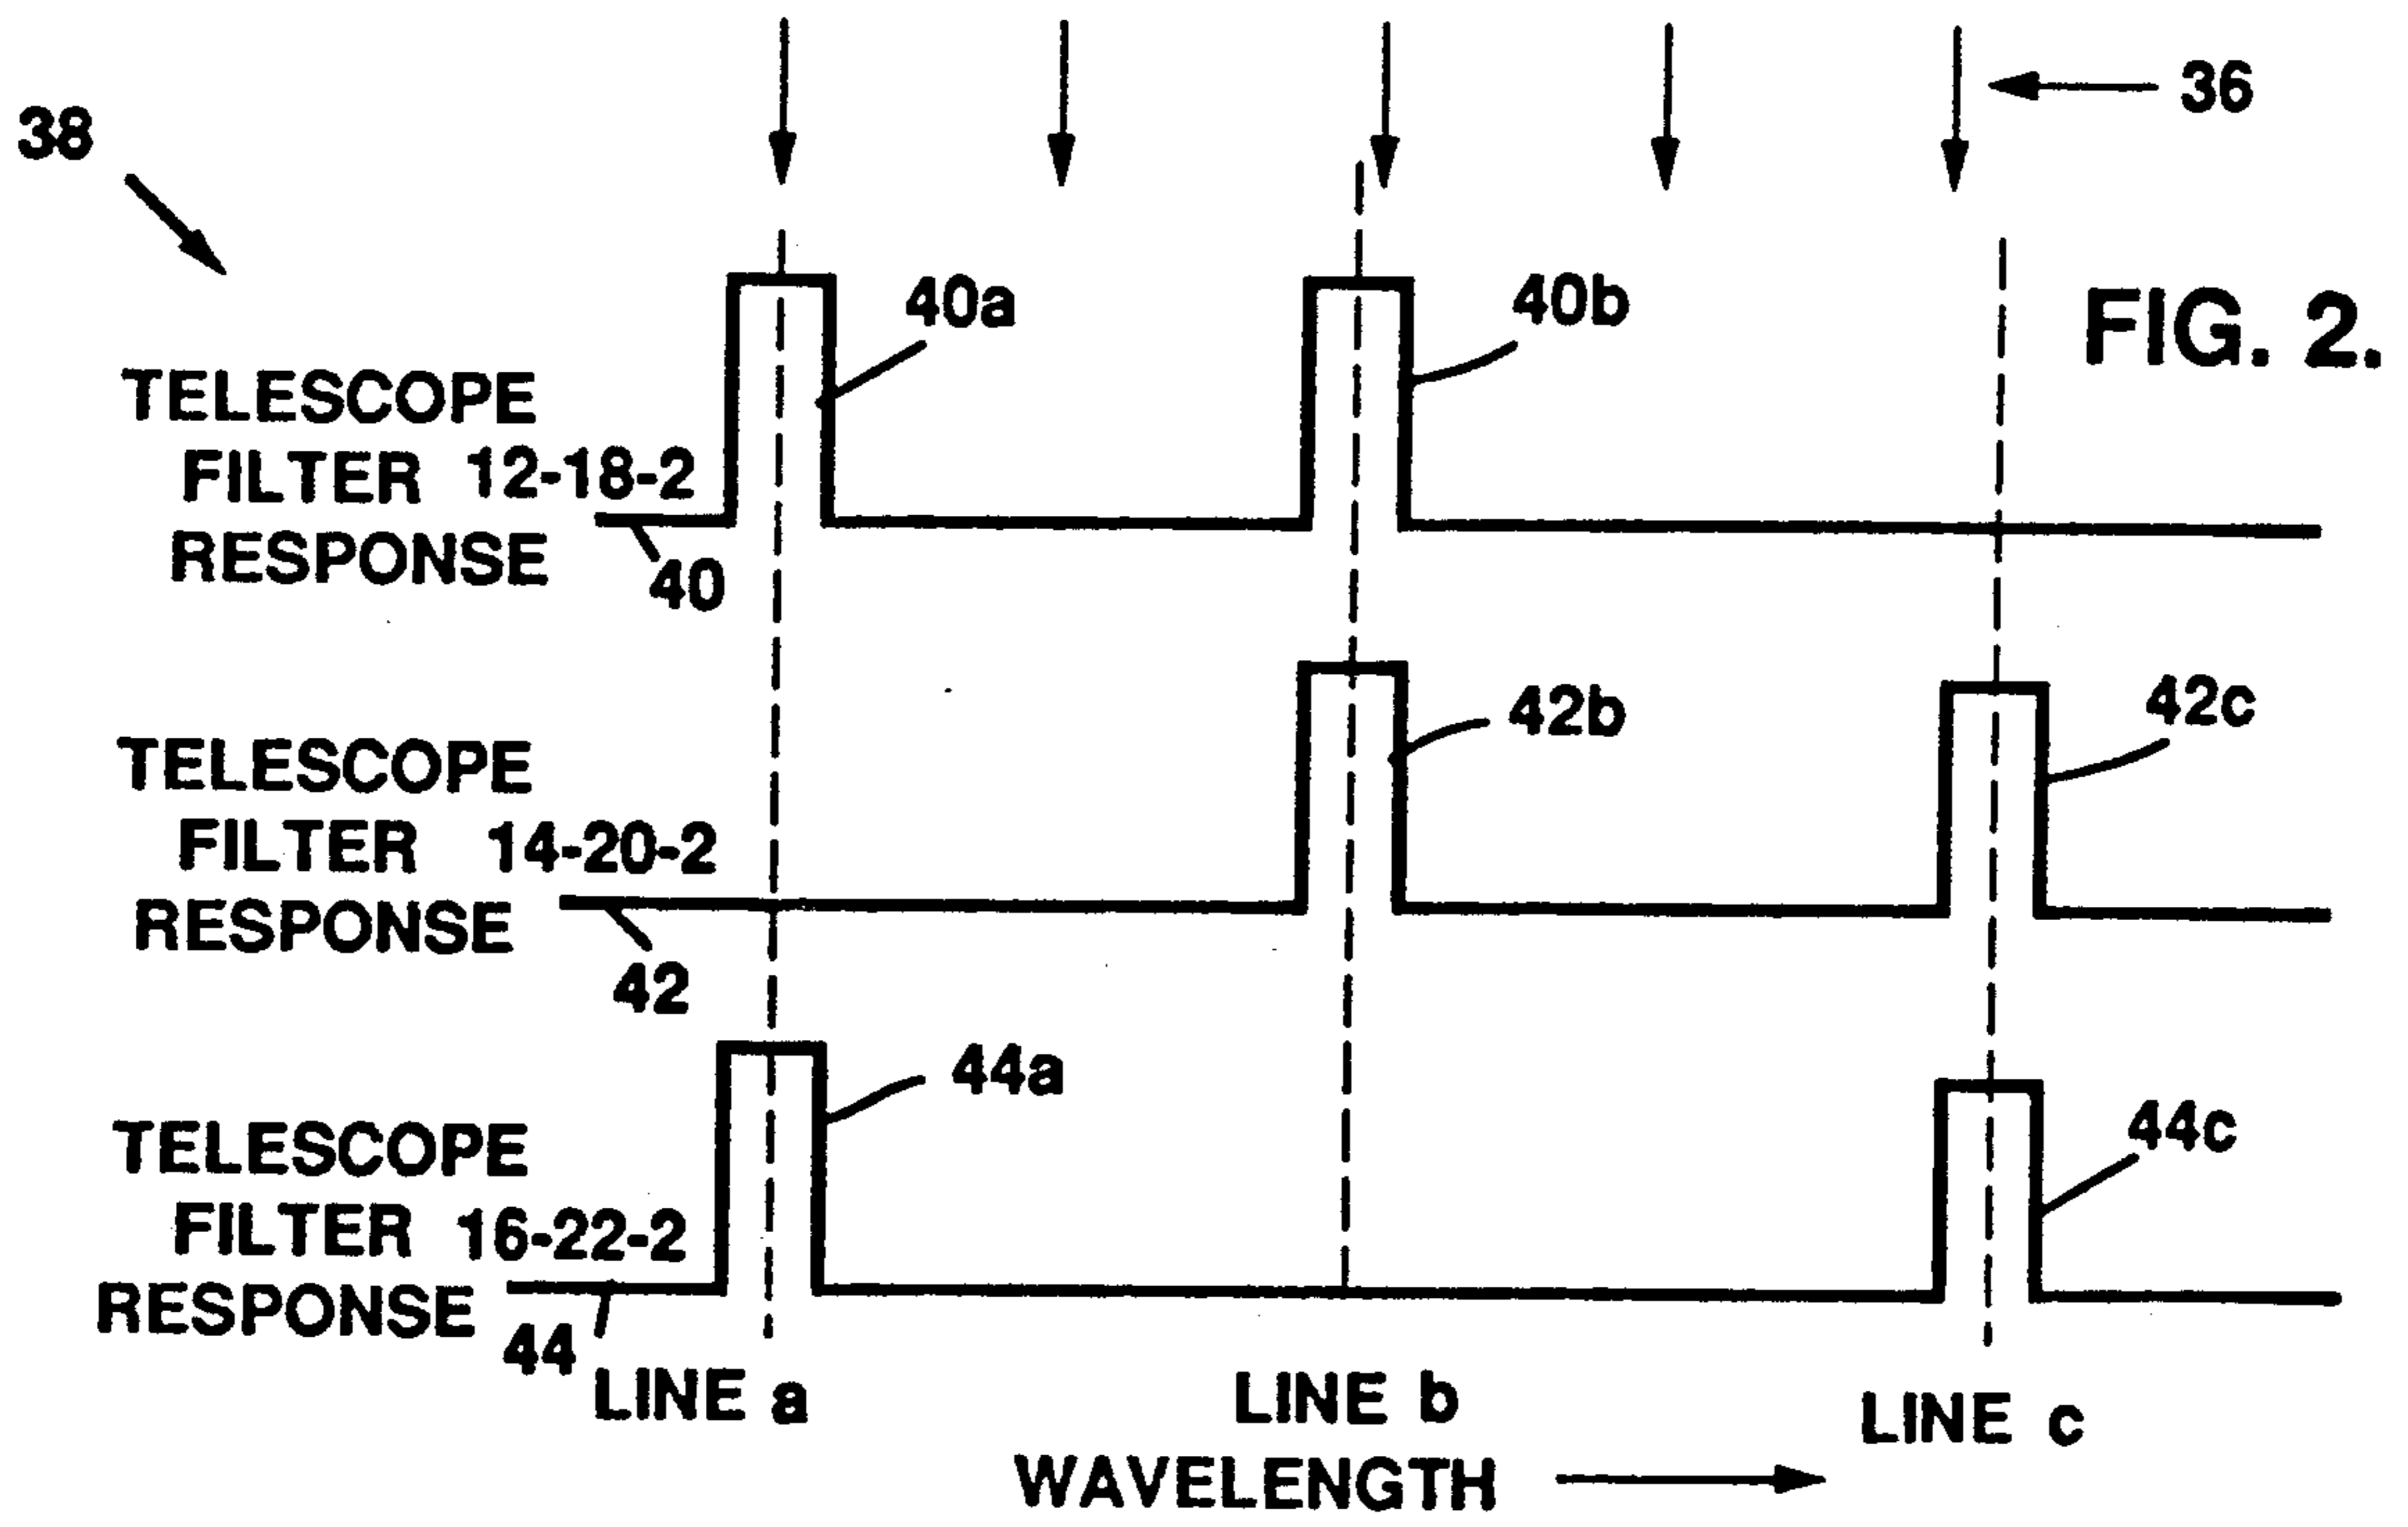 36
38
40a
40b
FIG. 2.
TELESCOPE
FILTER 12-18-2
RESPONSE
40
42b
42c
TELESCOPE
FILTER 14-20-2
RESPONSE
42
44a
44c
TELESCOPE
FILTER 16-22-2
RESPONSE
44
LINE a
LINE b
LINE c
WAVELENGTH